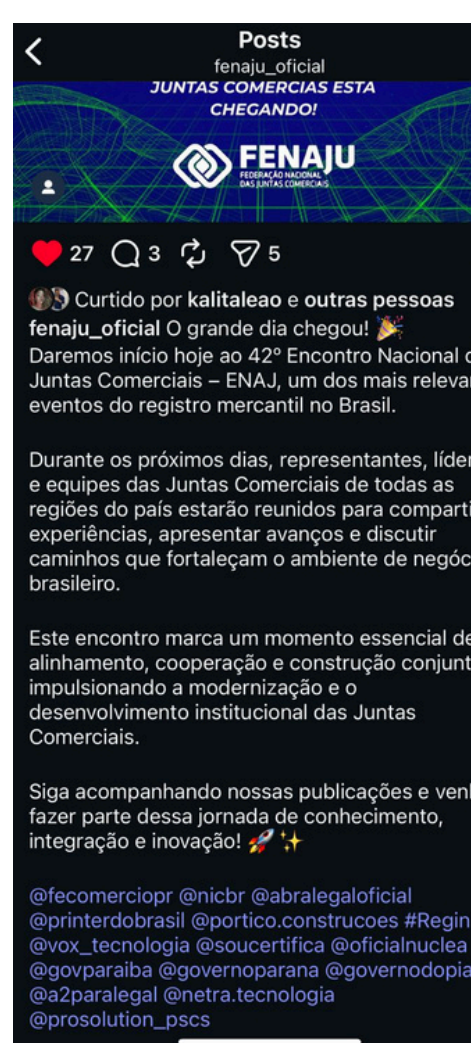 Posts
fenaju_oficial
JUNTAS COMERCIAS ESTA
CHEGANDO!
FENAJU
FEDERAÇÃO NACIONAL
DAS JUNTAS COMERCIAIS
27 3 5
Curtido por kalitaleao e outras pessoas
fenaju_oficial O grande dia chegou! 🎉
Daremos início hoje ao 42º Encontro Nacional d
Juntas Comerciais – ENAJ, um dos mais releva
eventos do registro mercantil no Brasil.
Durante os próximos dias, representantes, líder
e equipes das Juntas Comerciais de todas as
regiões do país estarão reunidos para comparti
experiências, apresentar avanços e discutir
caminhos que fortaleçam o ambiente de negóc
brasileiro.
Este encontro marca um momento essencial de
alinhamento, cooperação e construção conjunt
impulsionando a modernização e o
desenvolvimento institucional das Juntas
Comerciais.
Siga acompanhando nossas publicações e venh
fazer parte dessa jornada de conhecimento,
integração e inovação! 🚀✨
@fecomerciopr @nicbr @abralegaloficial
@printerdobrasil @portico.construcoes #Regin
@vox_tecnologia @soucertifica @oficialnuclea
@govparaiba @governoparana @governodopia
@a2paralegal @netra.tecnologia
@prosolution_pscs